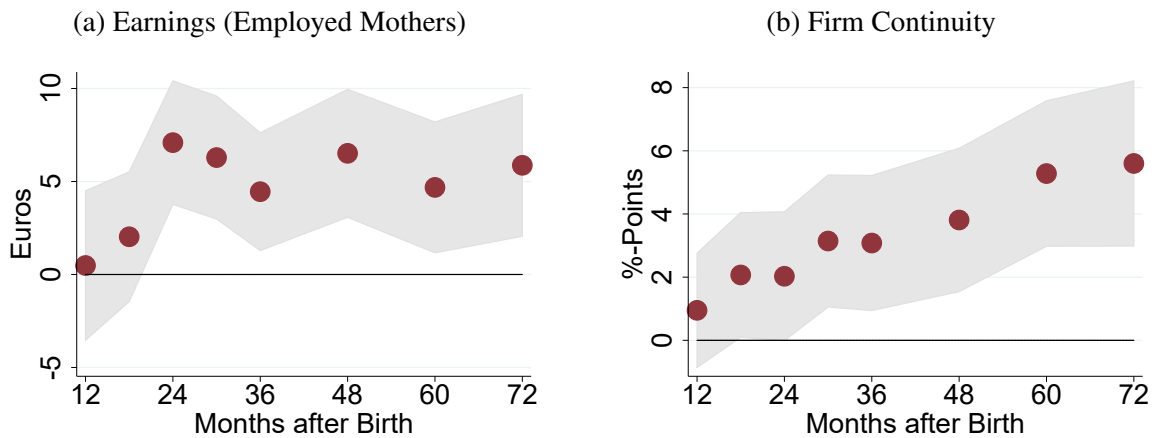 (a) Earnings (Employed Mothers)
Euros
10
5
0
-5
12 24 36 48 60 72
Months after Birth
(b) Firm Continuity
%-Points
8
6
4
2
0
12 24 36 48 60 72
Months after Birth